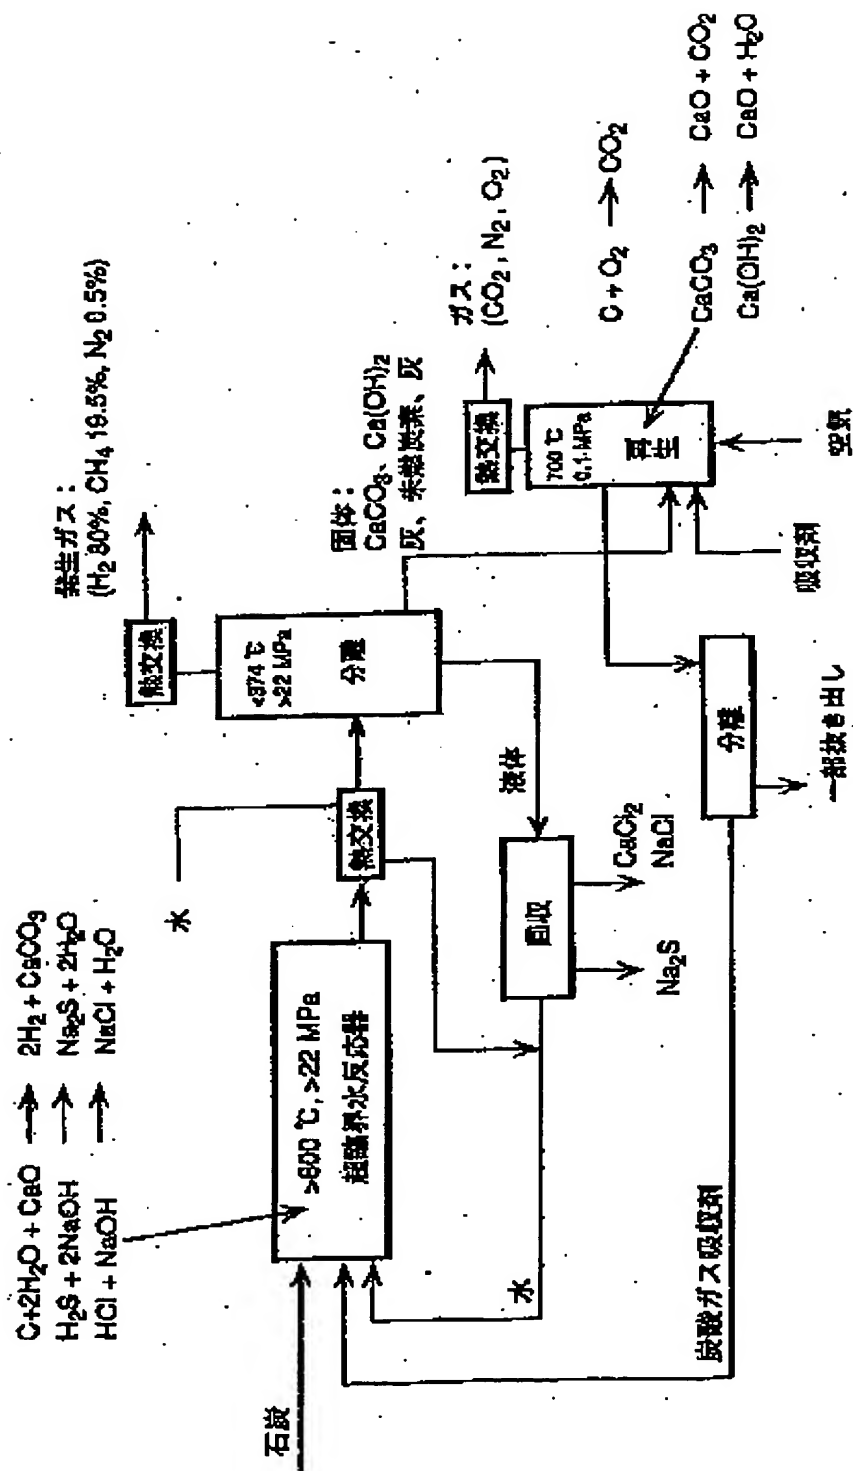 C+2H₂O + CaO → 2H₂ + CaCO₃
H₂S + 2NaOH → Na₂S + 2H₂O
HCl + NaOH → NaCl + H₂O
石炭
>600 ℃, >22 MPa
超臨界水反応器
水
熱交換
熱交換
発生ガス：
(H₂ 80%, CH₄ 19.5%, N₂ 0.5%)
<374 ℃
>22 MPa
分離
固体：
CaCO₃、Ca(OH)₂
灰、未燃炭素、灰
液体
回収
Na₂S
CaCl₂
NaCl
水
熱交換
ガス：
(CO₂, N₂, O₂)
700 ℃
0.1 MPa
再生
C + O₂ → CO₂
CaCO₃ → CaO + CO₂
Ca(OH)₂ → CaO + H₂O
空気
吸収剤
分離
一部抜き出し
炭酸ガス吸収剤